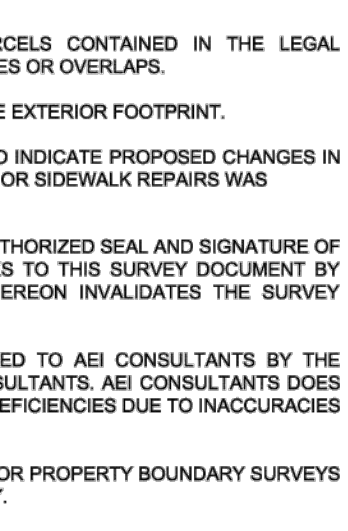 RCELS CONTAINED IN THE LEGAL
ES OR OVERLAPS.
E EXTERIOR FOOTPRINT.
O INDICATE PROPOSED CHANGES IN
OR SIDEWALK REPAIRS WAS
THORIZED SEAL AND SIGNATURE OF
KS TO THIS SURVEY DOCUMENT BY
EREON INVALIDATES THE SURVEY
ED TO AEI CONSULTANTS BY THE
SULTANTS. AEI CONSULTANTS DOES
EFICIENCIES DUE TO INACCURACIES
OR PROPERTY BOUNDARY SURVEYS
Y.